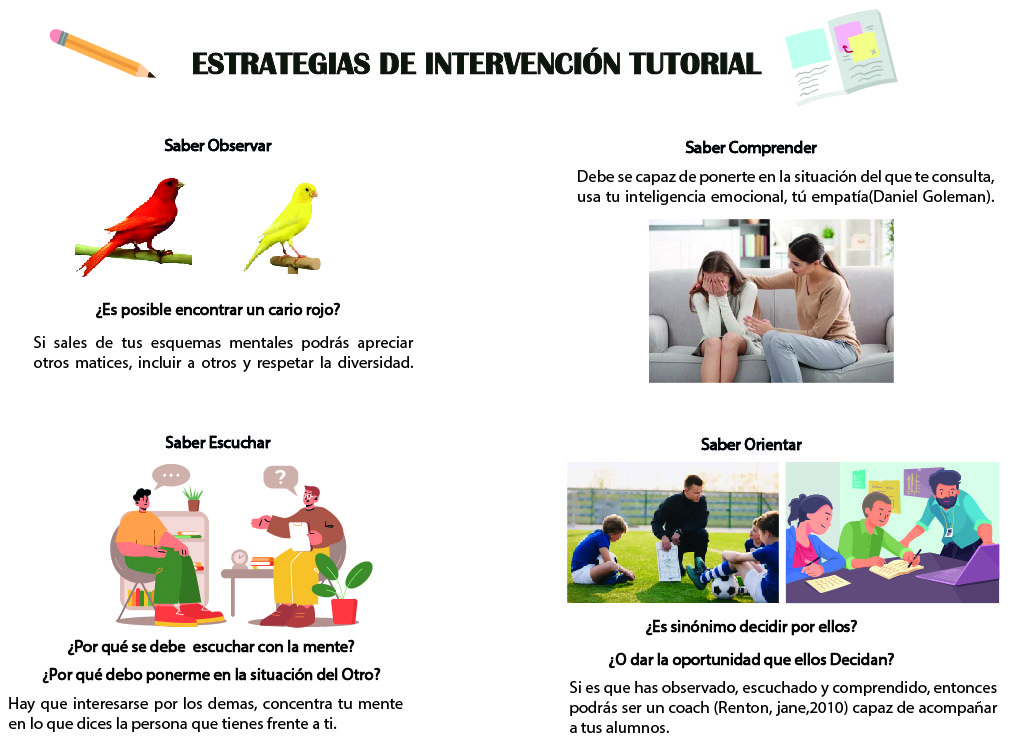 ESTRATEGIAS DE INTERVENCIÓN TUTORIAL
Saber Observar
¿Es posible encontrar un cario rojo?
Si sales de tus esquemas mentales podrás apreciar
otros matices, incluir a otros y respetar la diversidad.
Saber Comprender
Debe se capaz de ponerte en la situación del que te consulta,
usa tu inteligencia emocional, tú empatía(Daniel Goleman).
Saber Escuchar
?
¿Por qué se debe escuchar con la mente?
¿Por qué debo ponerme en la situación del Otro?
Hay que interesarse por los demas, concentra tu mente
en lo que dices la persona que tienes frente a ti.
Saber Orientar
¿Es sinónimo decidir por ellos?
¿O dar la oportunidad que ellos Decidan?
Si es que has observado, escuchado y comprendido, entonces
podrás ser un coach (Renton, jane,2010) capaz de acompañar
a tus alumnos.